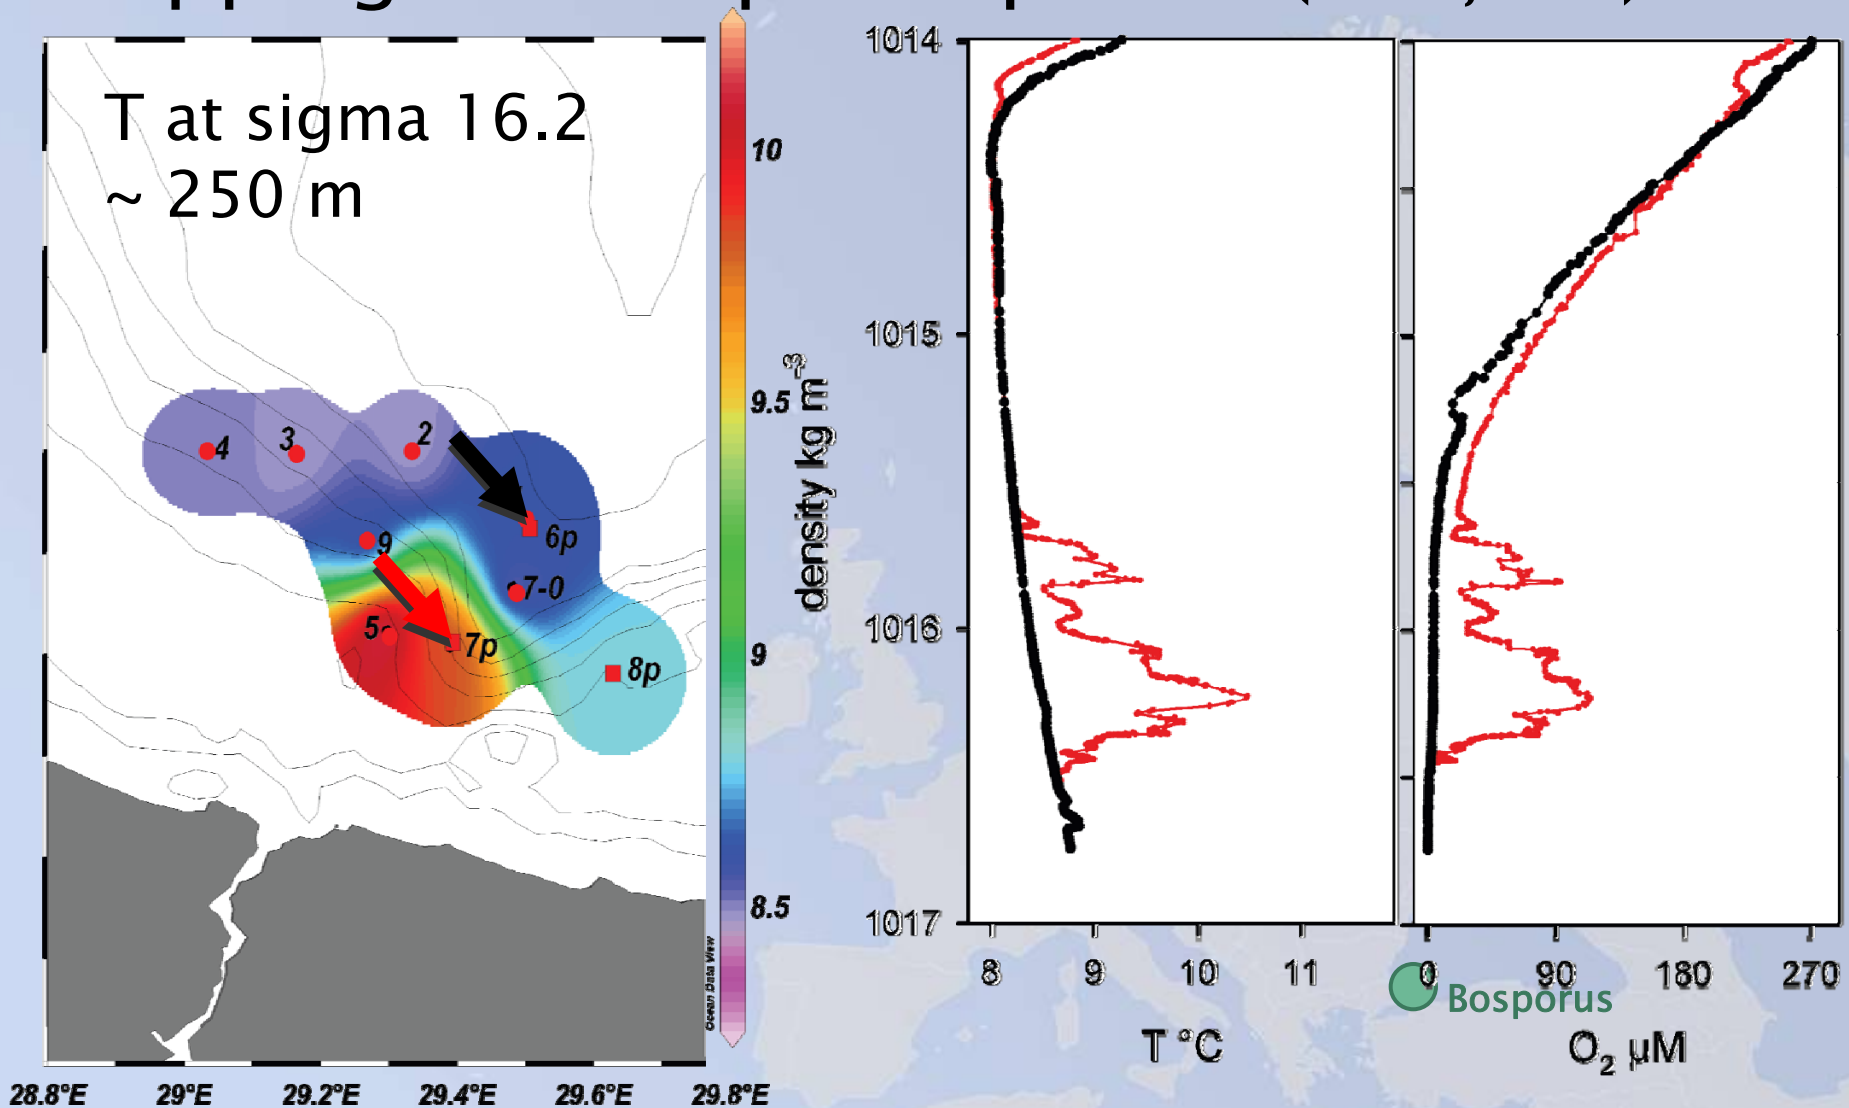 T at sigma 16.2
~ 250 m
4
3
2
9
6p
7-0
5
7p
8p
10
9.5
9
8.5
Ocean Data View
28.8°E
29°E
29.2°E
29.4°E
29.6°E
29.8°E
density kg m⁻³
1014
1015
1016
1017
8
9
10
11
T °C
0
90
180
270
Bosporus
O₂ µM